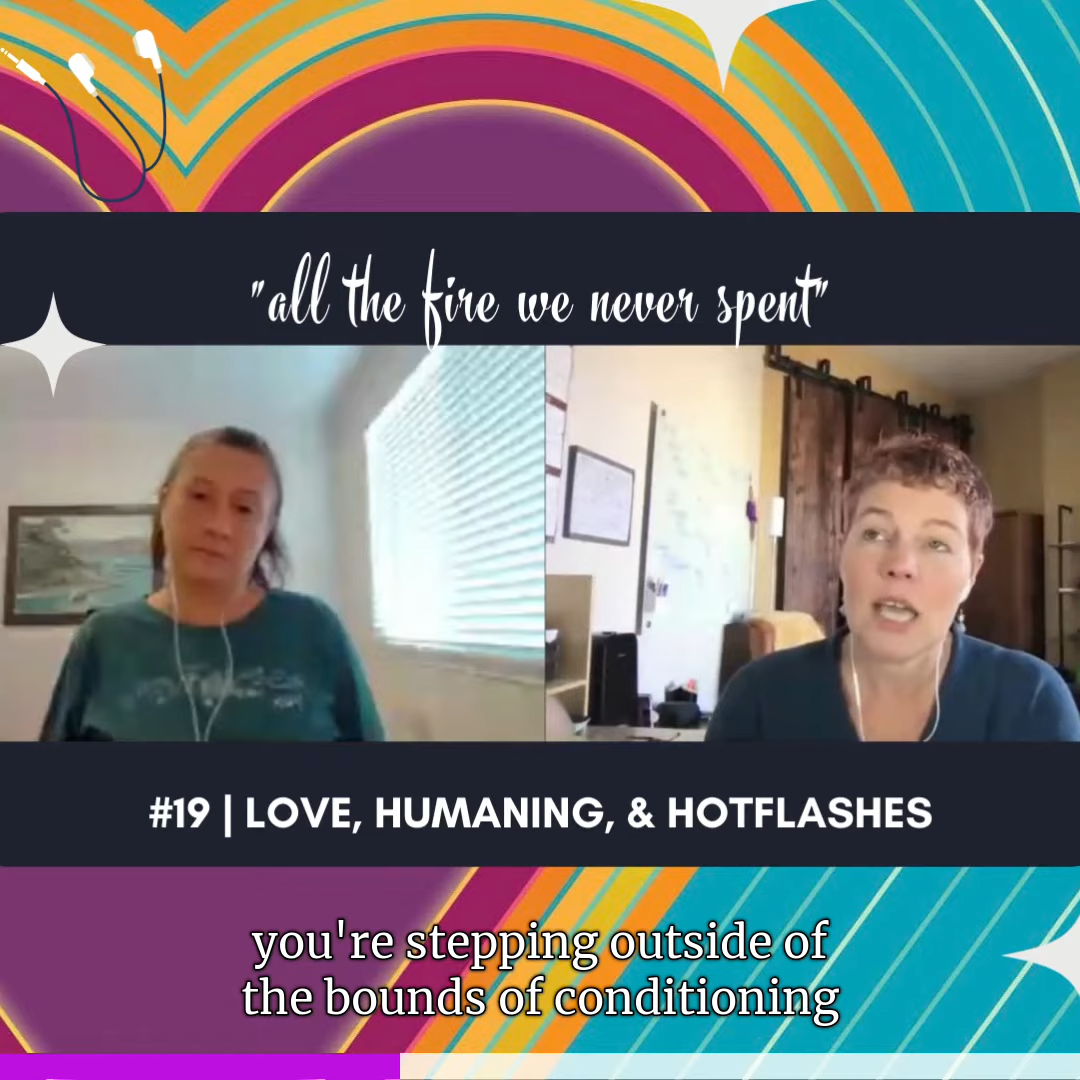 "all the fire we never spent"
#19 | LOVE, HUMANING, & HOTFLASHES
you're stepping outside of
the bounds of conditioning